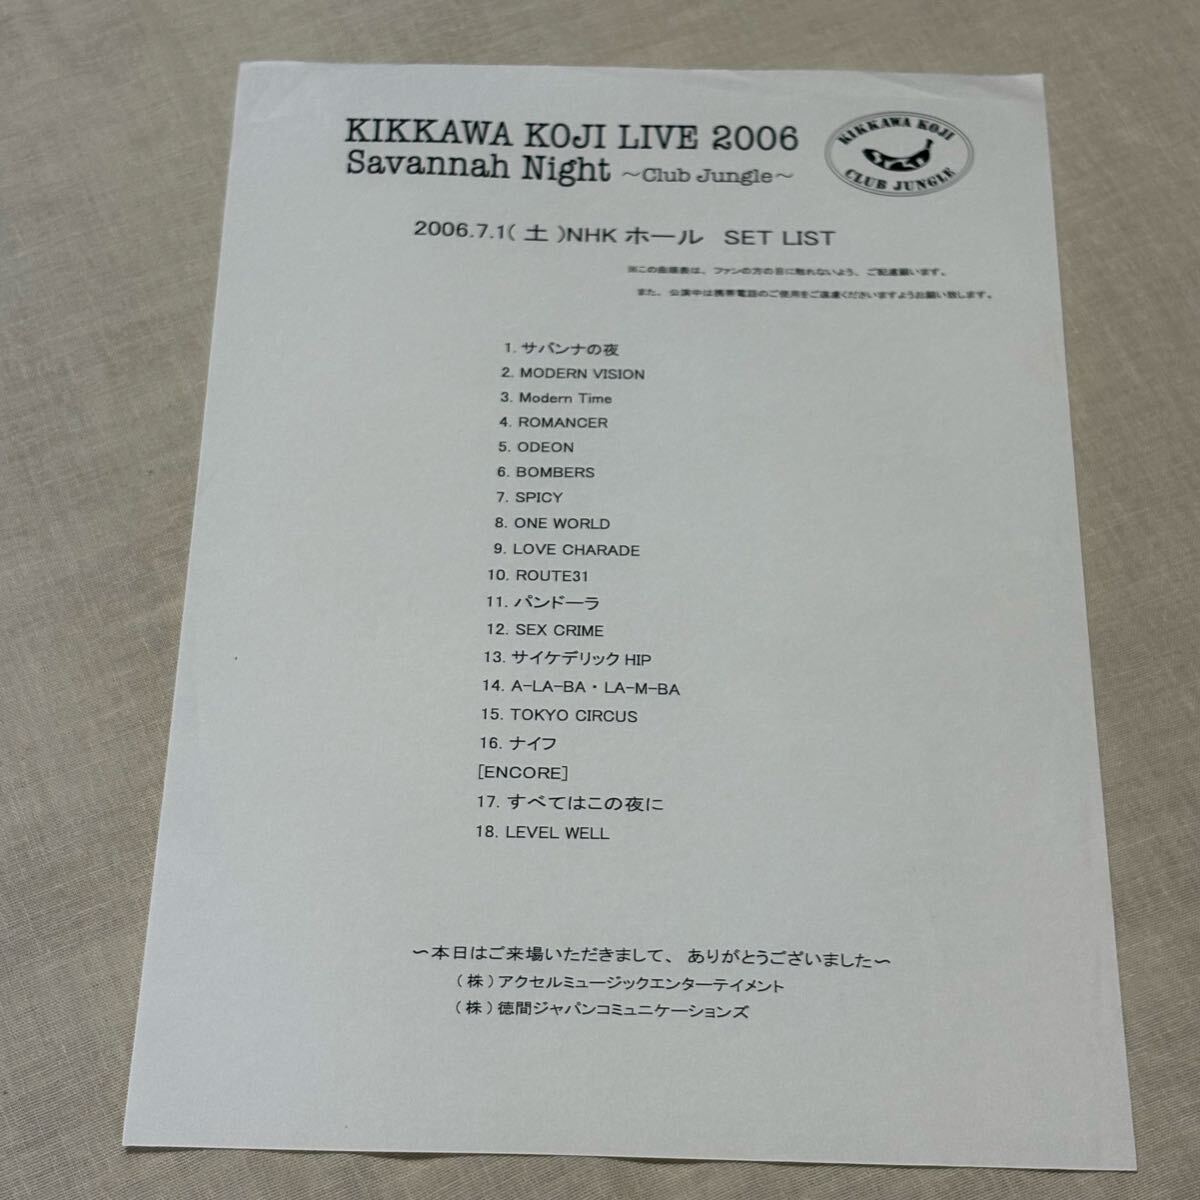 KIKKAWA KOJI LIVE 2006
Savannah Night ～Club Jungle～
KIKKAWA KOJI
CLUB JUNGLE
2006.7.1(土)NHK ホール SET LIST
※この曲順表は、ファンの方の目に触れないよう、ご配慮願います。
また、公演中は携帯電話のご使用をご遠慮くださいますようお願い致します。
1. サバンナの夜
2. MODERN VISION
3. Modern Time
4. ROMANCER
5. ODEON
6. BOMBERS
7. SPICY
8. ONE WORLD
9. LOVE CHARADE
10. ROUTE31
11. パンドーラ
12. SEX CRIME
13. サイケデリック HIP
14. A-LA-BA・LA-M-BA
15. TOKYO CIRCUS
16. ナイフ
[ENCORE]
17. すべてはこの夜に
18. LEVEL WELL
～本日はご来場いただきまして、ありがとうございました～
（株）アクセルミュージックエンターテイメント
（株）徳間ジャパンコミュニケーションズ